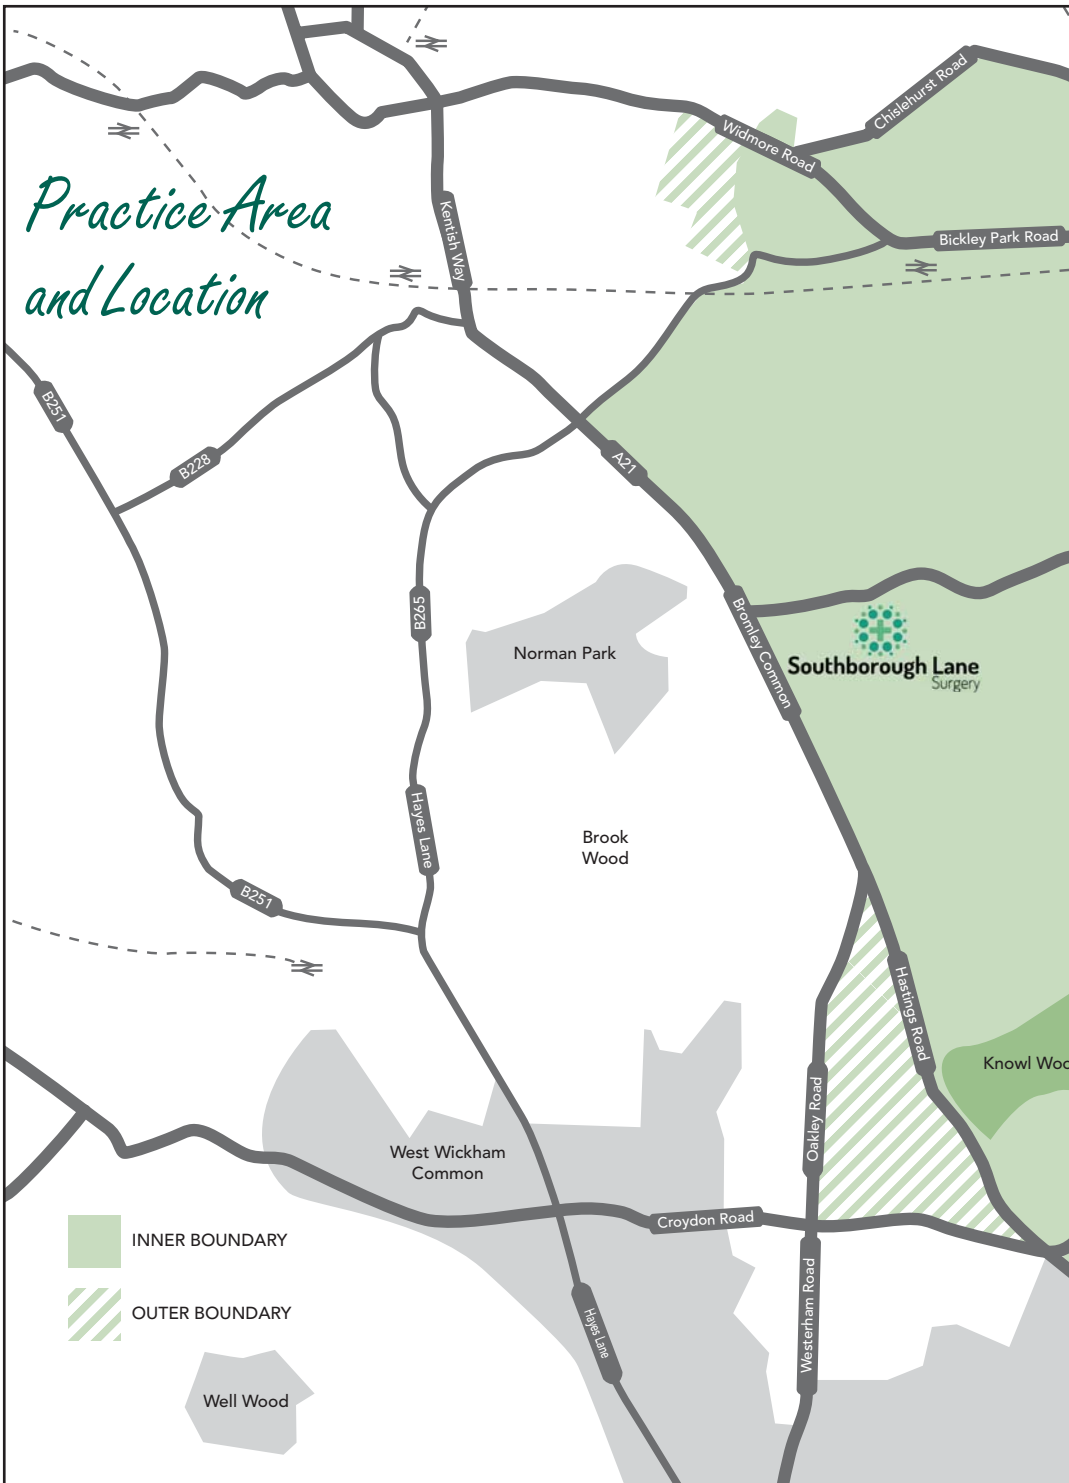 Practice Area
and Location
Chislehurst Road
Widmore Road
Bickley Park Road
Kentish Way
B251
B228
A21
B265
Norman Park
Bromley Common
Southborough Lane
Surgery
Hayes Lane
Brook
Wood
B251
Hastings Road
Knowl Woo
Oakley Road
West Wickham
Common
Croydon Road
INNER BOUNDARY
Westerham Road
OUTER BOUNDARY
Hayes Lane
Well Wood